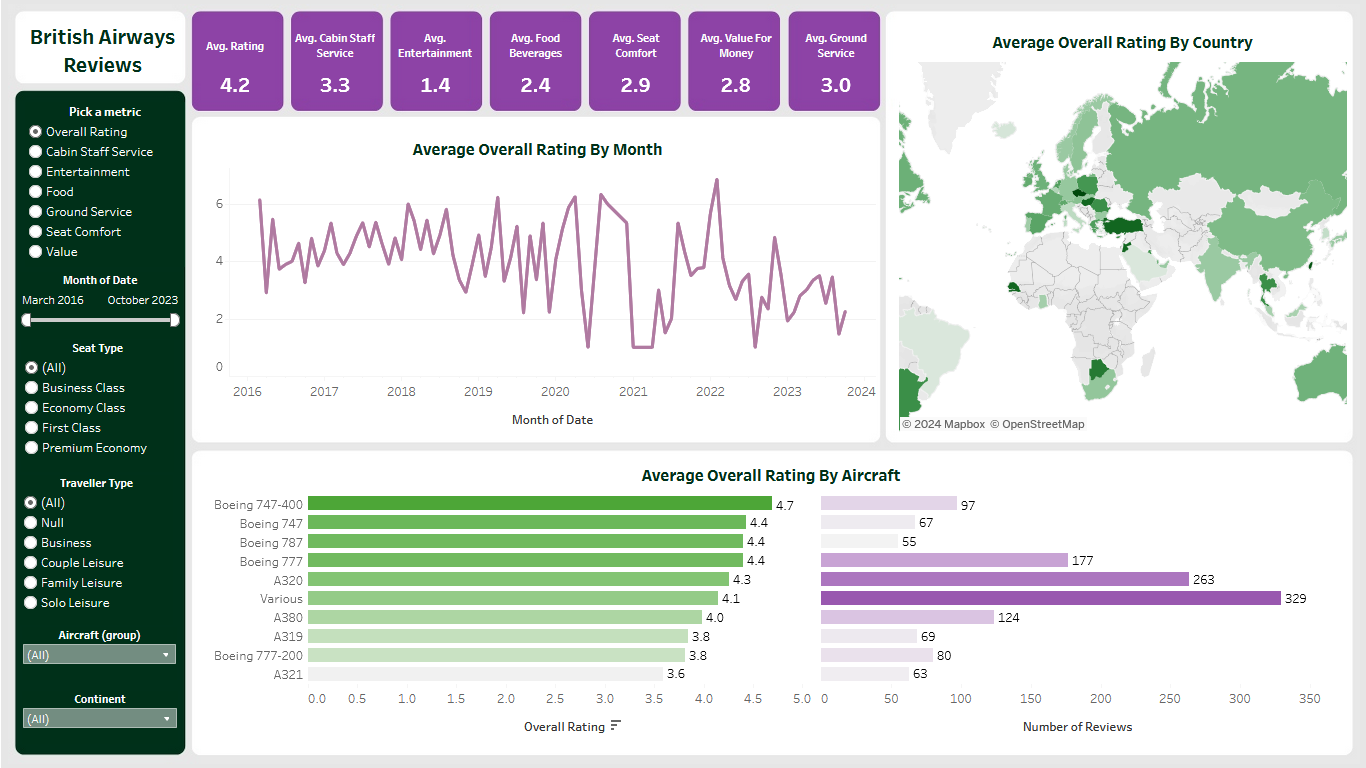 British Airways
Reviews
Pick a metric
Overall Rating
Cabin Staff Service
Entertainment
Food
Ground Service
Seat Comfort
Value
Month of Date
March 2016 October 2023
Seat Type
(All)
Business Class
Economy Class
First Class
Premium Economy
Traveller Type
(All)
Null
Business
Couple Leisure
Family Leisure
Solo Leisure
Aircraft (group)
(All)
Continent
(All)
Avg. Rating
4.2
Avg. Cabin Staff
Service
3.3
Avg.
Entertainment
1.4
Avg. Food
Beverages
2.4
Avg. Seat
Comfort
2.9
Avg. Value For
Money
2.8
Avg. Ground
Service
3.0
Average Overall Rating By Month
6
4
2
0
2016 2017 2018 2019 2020 2021 2022 2023 2024
Month of Date
Average Overall Rating By Country
© 2024 Mapbox © OpenStreetMap
Average Overall Rating By Aircraft
Boeing 747-400 4.7 97
Boeing 747 4.4 67
Boeing 787 4.4 55
Boeing 777 4.4 177
A320 4.3 263
Various 4.1 329
A380 4.0 124
A319 3.8 69
Boeing 777-200 3.8 80
A321 3.6 63
0.0 0.5 1.0 1.5 2.0 2.5 3.0 3.5 4.0 4.5 5.0 0 50 100 150 200 250 300 350
Overall Rating Number of Reviews